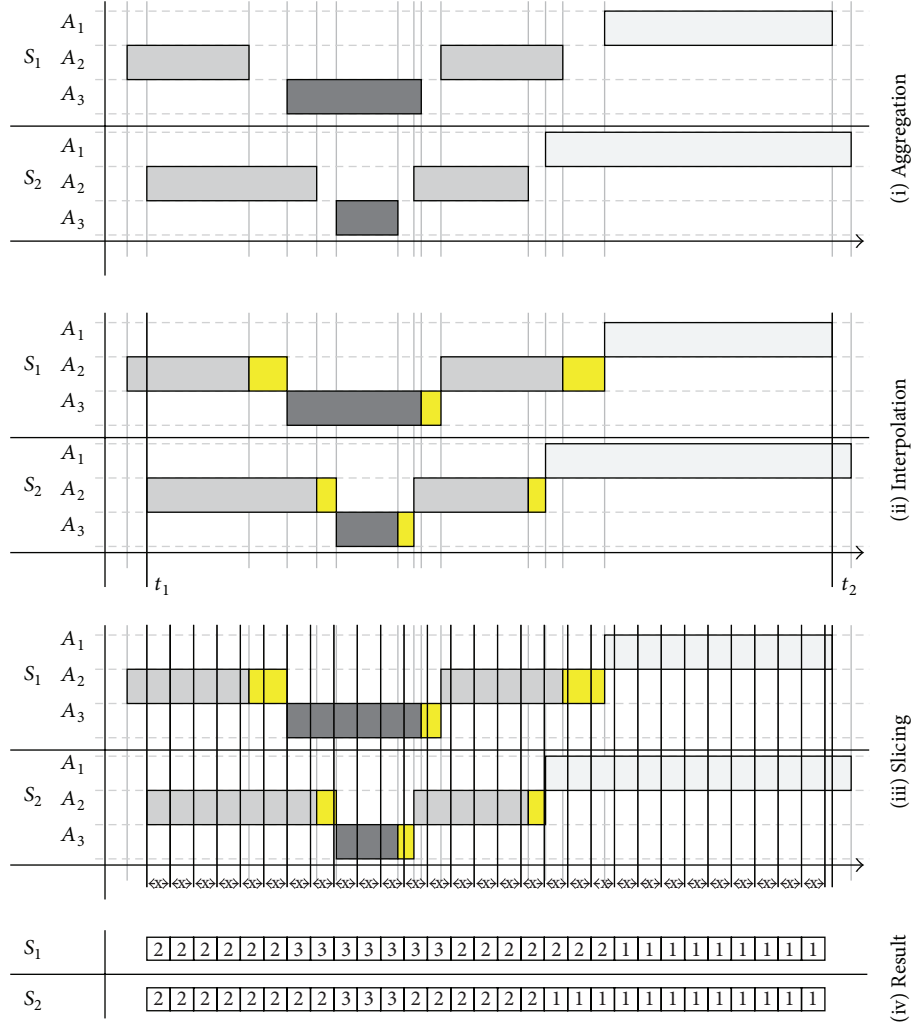 A1
S1 A2
A3
A1
S2 A2
A3
(i) Aggregation
A1
S1 A2
A3
A1
S2 A2
A3
t1 t2
(ii) Interpolation
A1
S1 A2
A3
A1
S2 A2
A3
x x x x x x x x x x x x x x x x x x x x x x x x x x x x x
(iii) Slicing
S1 2 2 2 2 2 2 3 3 3 3 3 3 3 2 2 2 2 2 2 2 1 1 1 1 1 1 1 1 1
S2 2 2 2 2 2 2 2 2 3 3 3 2 2 2 2 2 2 1 1 1 1 1 1 1 1 1 1 1 1
(iv) Result